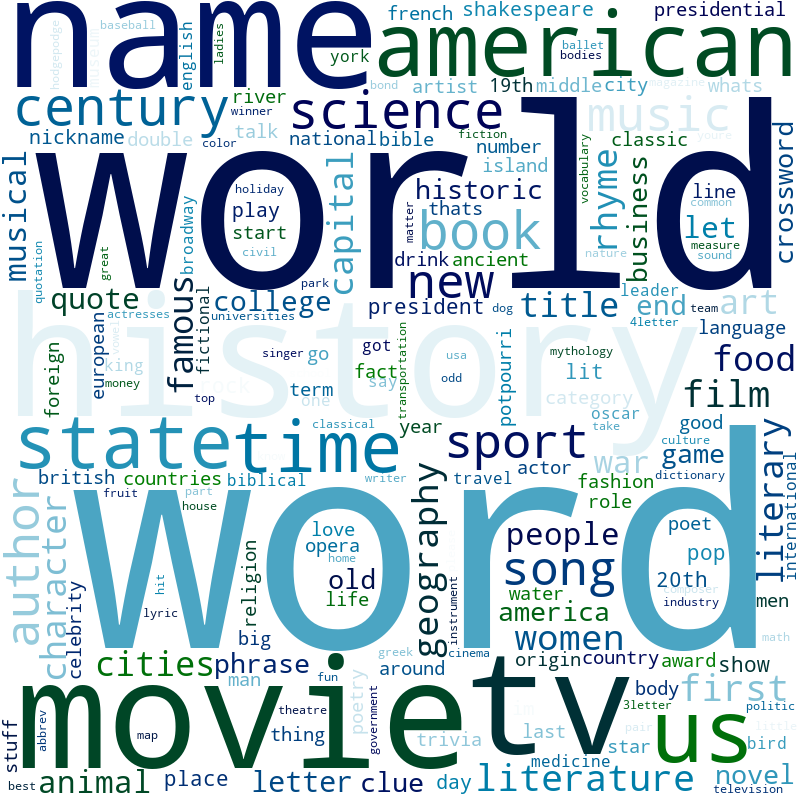 name
american
french
shakespeare
presidential
hodgepodge
baseball
english
ladies
york
ballet
bodies
bond
artist
19th
middle
city
magazine
whats
century
river
winner
science
music
youre
nickname
double
color
talk
national
bible
fiction
number
classic
crossword
world
musical
holiday
play
start
civil
capital
historic
thats
matter
book
island
rhyme
vocabulary
business
line
common
let
measure
sound
nature
drink
ancient
new
quotation
great
broadway
park
quote
famous
fictional
college
universities
president
dog
title
end
leader
4letter
team
art
language
history
foreign
european
actresses
vowel
king
money
top
rock
singer
go
got
fact
say
term
one
transportation
usa
odd
potpourri
mythology
lit
category
oscar
take
food
film
good
culture
state
time
classical
year
sport
war
game
dictionary
literary
international
british
countries
biblical
writer
travel
actor
fashion
role
fruit
part
house
word
author
character
celebrity
hit
lyric
religion
big
love
opera
home
old
life
geography
instrument
people
song
water
america
women
poet
pop
20th
composer
industry
men
math
cities
phrase
man
fun
greek
around
cinema
origin
country
award
show
movie
tv
us
stuff
abbrev
map
theatre
thing
poetry
government
trivia
last
medicine
star
body
3letter
pair
first
politic
little
bird
best
animal
place
letter
clue
day
literature
novel
television